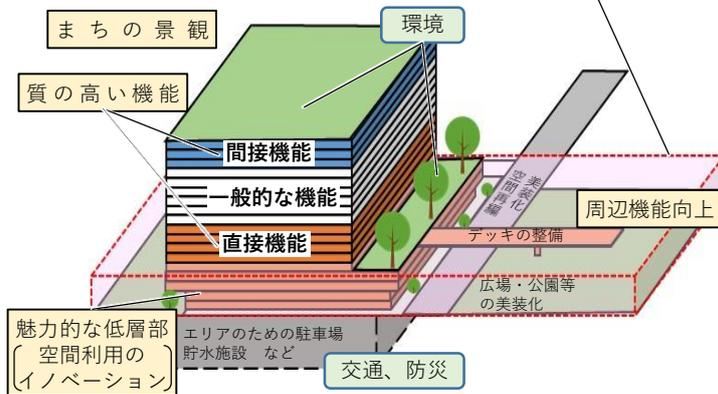 まちの景観
環境
質の高い機能
間接機能
一般的な機能
直接機能
美装化
空間再編
周辺機能向上
デッキの整備
広場・公園等
の美装化
魅力的な低層部
空間利用の
イノベーション
エリアのための駐車場
貯水施設 など
交通、防災